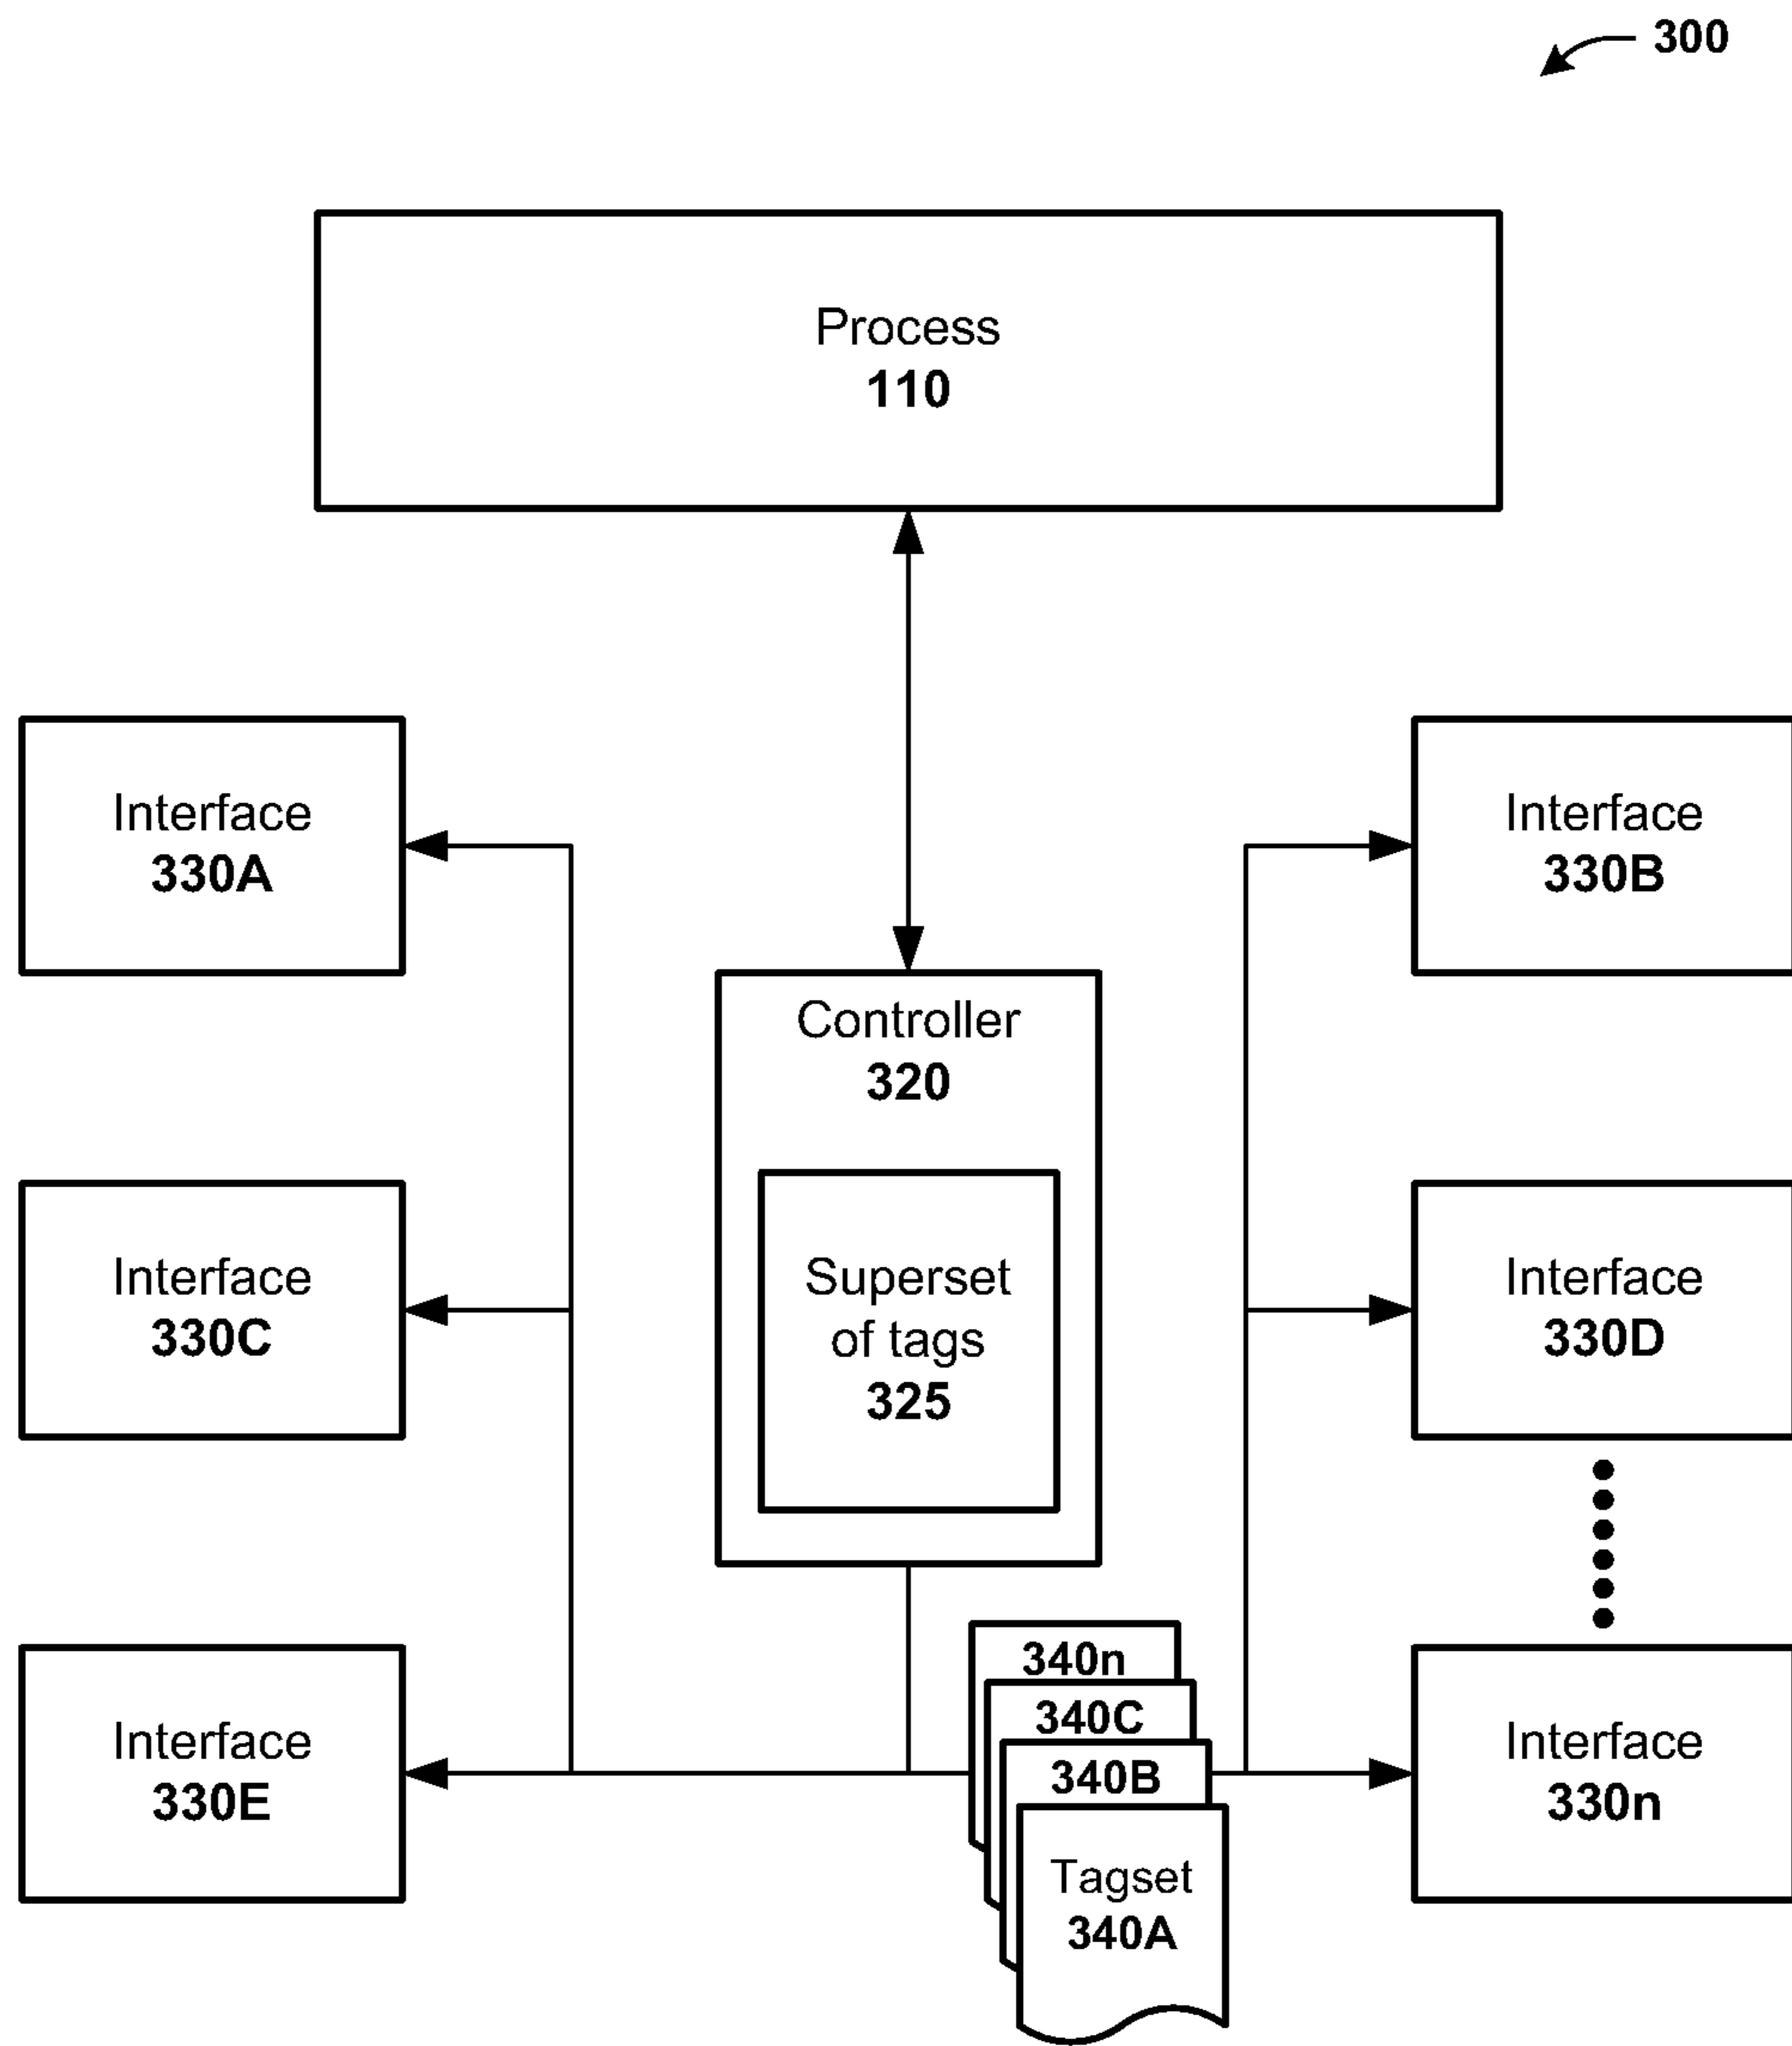 300
Process
110
Interface
330A
Interface
330B
Controller
320
Superset
of tags
325
Interface
330C
Interface
330D
340n
340C
340B
Tagset
340A
Interface
330E
Interface
330n